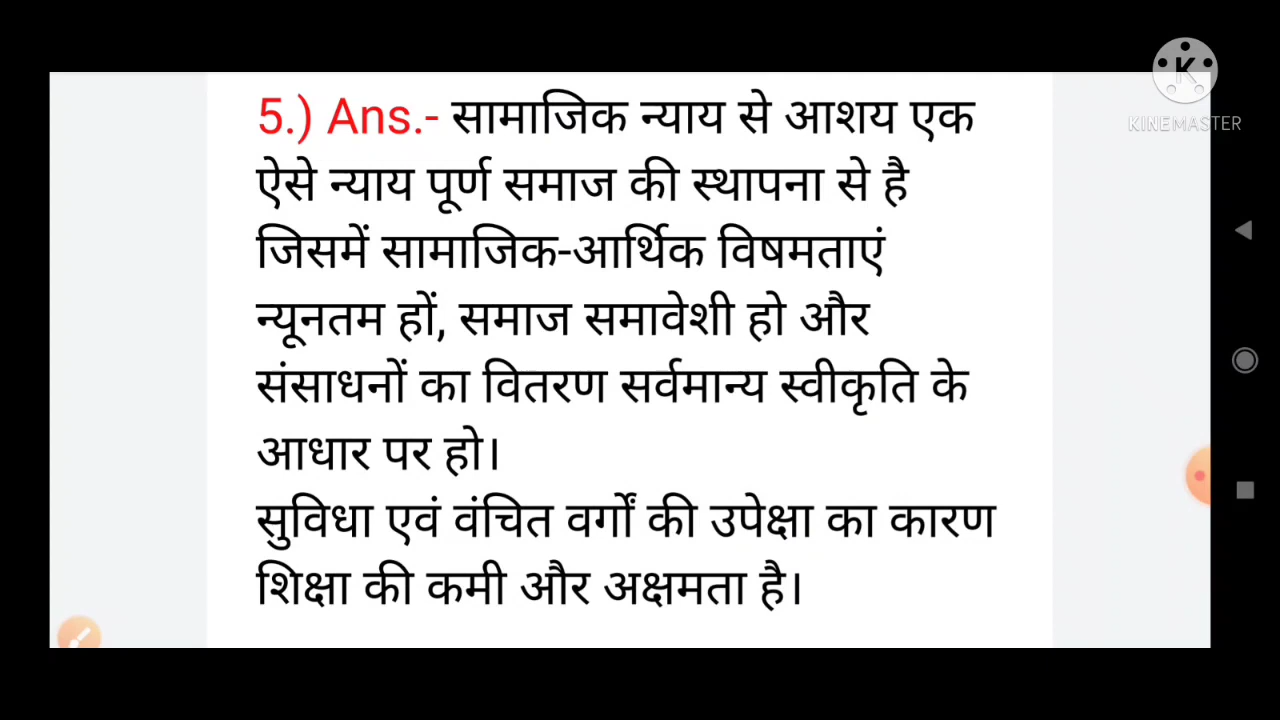 KINEMASTER
5.) Ans.- सामाजिक न्याय से आशय एक
ऐसे न्याय पूर्ण समाज की स्थापना से है
जिसमें सामाजिक-आर्थिक विषमताएं
न्यूनतम हों, समाज समावेशी हो और
संसाधनों का वितरण सर्वमान्य स्वीकृति के
आधार पर हो।
सुविधा एवं वंचित वर्गों की उपेक्षा का कारण
शिक्षा की कमी और अक्षमता है।